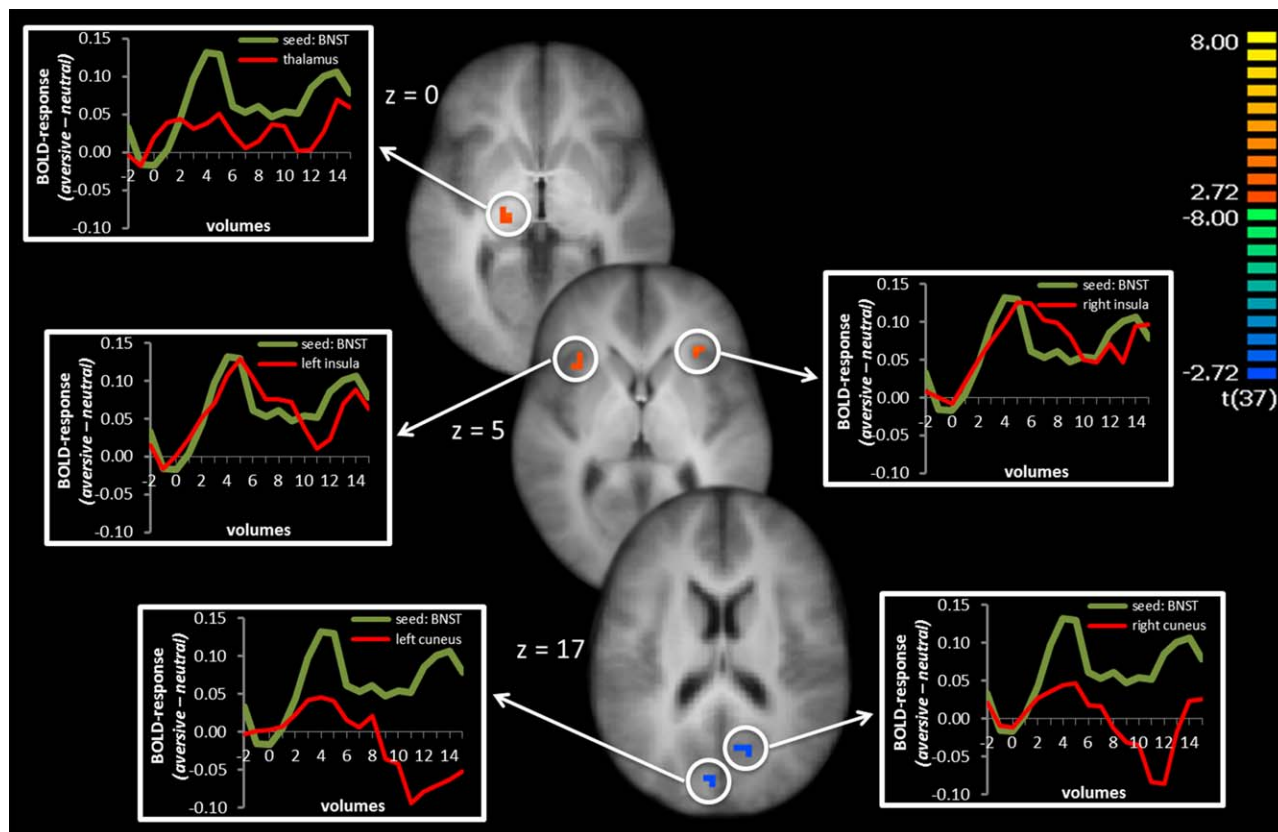 0.15
0.10
0.05
0.00
-0.05
-0.10
-2 0 2 4 6 8 10 12 14
seed: BNST
thalamus
BOLD-response
(aversive – neutral)
volumes
z = 0
8.00
2.72
-8.00
-2.72
t(37)
0.15
0.10
0.05
0.00
-0.05
-0.10
-2 0 2 4 6 8 10 12 14
seed: BNST
right insula
BOLD-response
(aversive – neutral)
volumes
0.15
0.10
0.05
0.00
-0.05
-0.10
-2 0 2 4 6 8 10 12 14
seed: BNST
left insula
BOLD-response
(aversive – neutral)
volumes
z = 5
0.15
0.10
0.05
0.00
-0.05
-0.10
-2 0 2 4 6 8 10 12 14
seed: BNST
left cuneus
BOLD-response
(aversive – neutral)
volumes
z = 17
0.15
0.10
0.05
0.00
-0.05
-0.10
-2 0 2 4 6 8 10 12 14
seed: BNST
right cuneus
BOLD-response
(aversive – neutral)
volumes